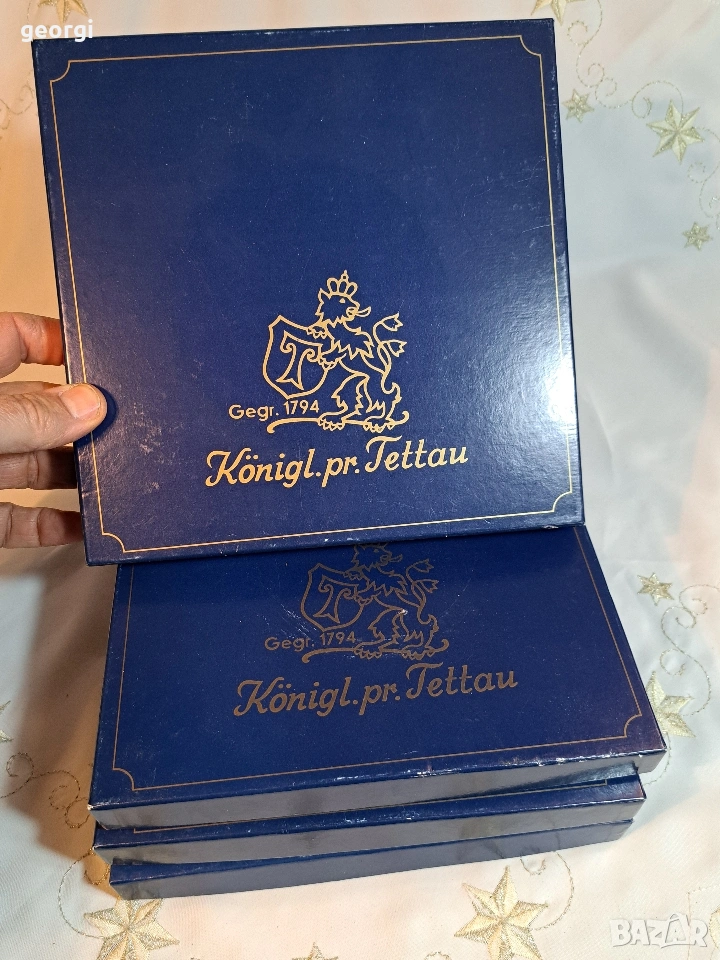 georgi
T
Gegr. 1794
Königl.pr.Tettau
T
Gegr. 1794
Königl.pr.Tettau
BAZAR